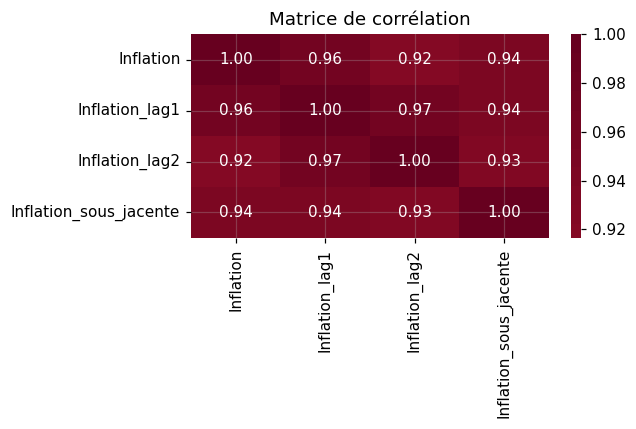 Matrice de corrélation
Inflation 1.00 0.96 0.92 0.94
Inflation_lag1 0.96 1.00 0.97 0.94
Inflation_lag2 0.92 0.97 1.00 0.93
Inflation_sous_jacente 0.94 0.94 0.93 1.00
Inflation
Inflation_lag1
Inflation_lag2
Inflation_sous_jacente
1.00
0.98
0.96
0.94
0.92